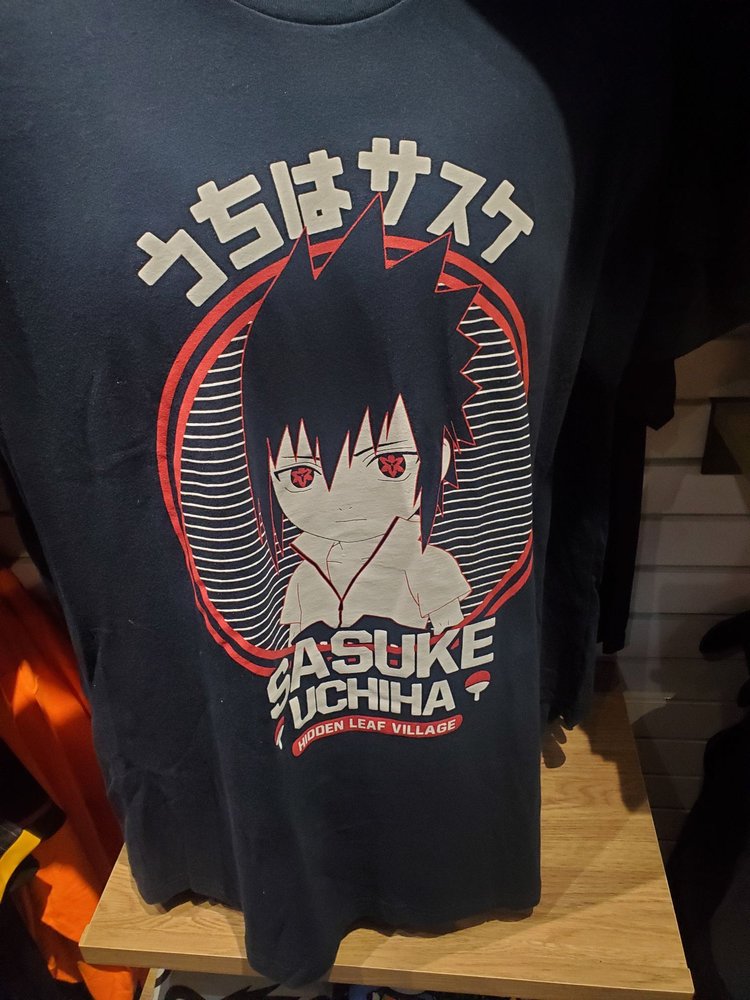 うちはサスケ
SASUKE
UCHIHA
HIDDEN LEAF VILLAGE